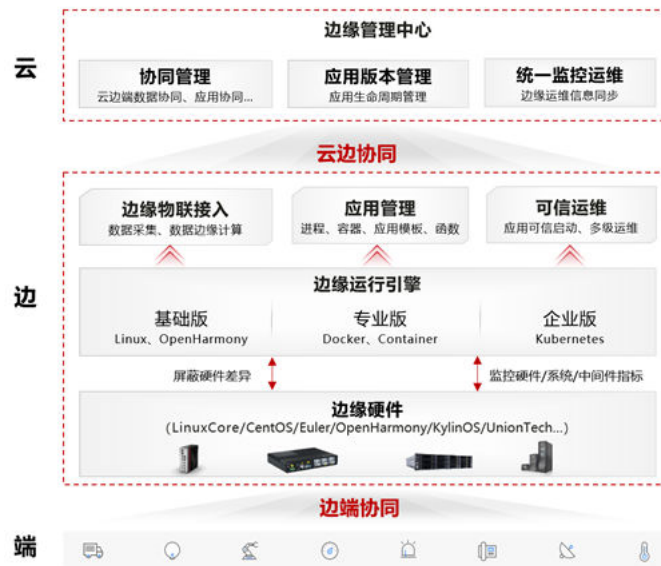 云
边缘管理中心
协同管理
云边端数据协同、应用协同...
应用版本管理
应用生命周期管理
统一监控运维
边缘运维信息同步
云边协同
边
边缘物联接入
数据采集、数据边缘计算
应用管理
进程、容器、应用模板、函数
可信运维
应用可信启动、多级运维
边缘运行引擎
基础版
Linux、OpenHarmony
专业版
Docker、Container
企业版
Kubernetes
屏蔽硬件差异
监控硬件/系统/中间件指标
边缘硬件
(LinuxCore/CentOS/Euler/OpenHarmony/KylinOS/UnionTech...)
边端协同
端